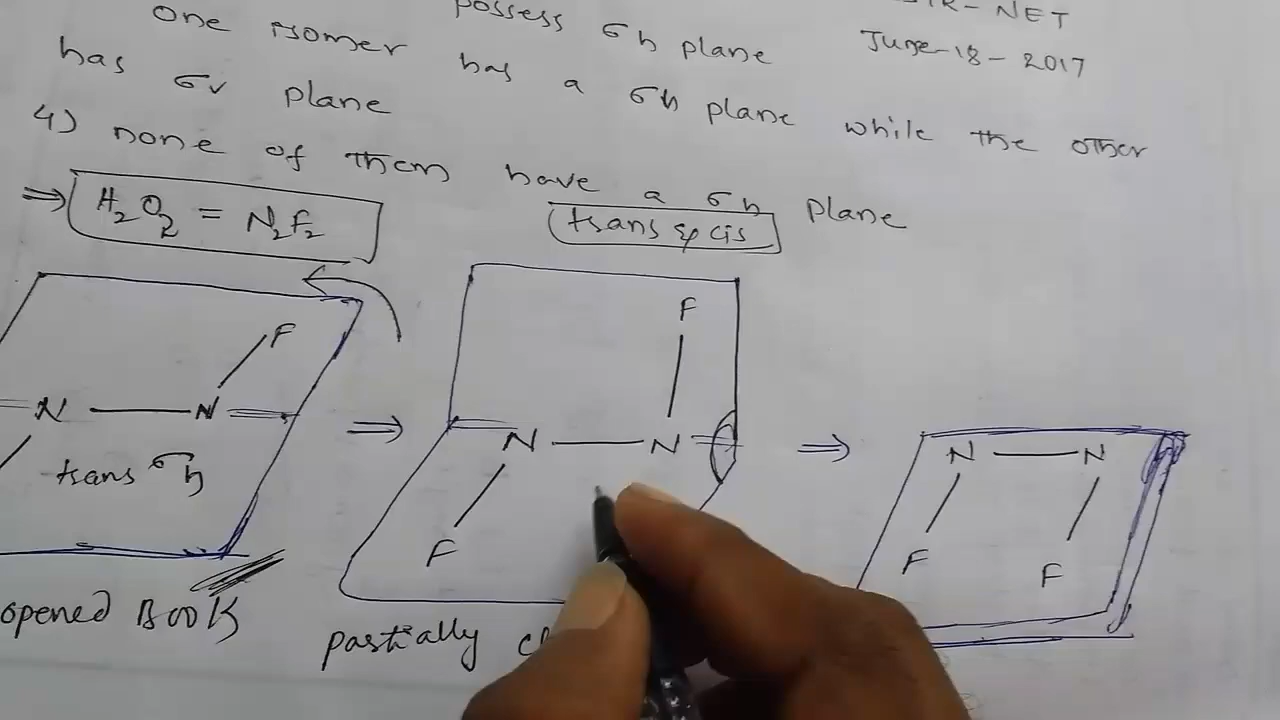 possess σh plane
NET
June-18-2017
One isomer has a σh plane while the other
has σv plane
4) none of them have a σh plane
⇒ H2O2 = N2F2
trans & cis
F
N N
trans σh
opened Book
⇒
F
N N
F
partially
⇒
N N
F F